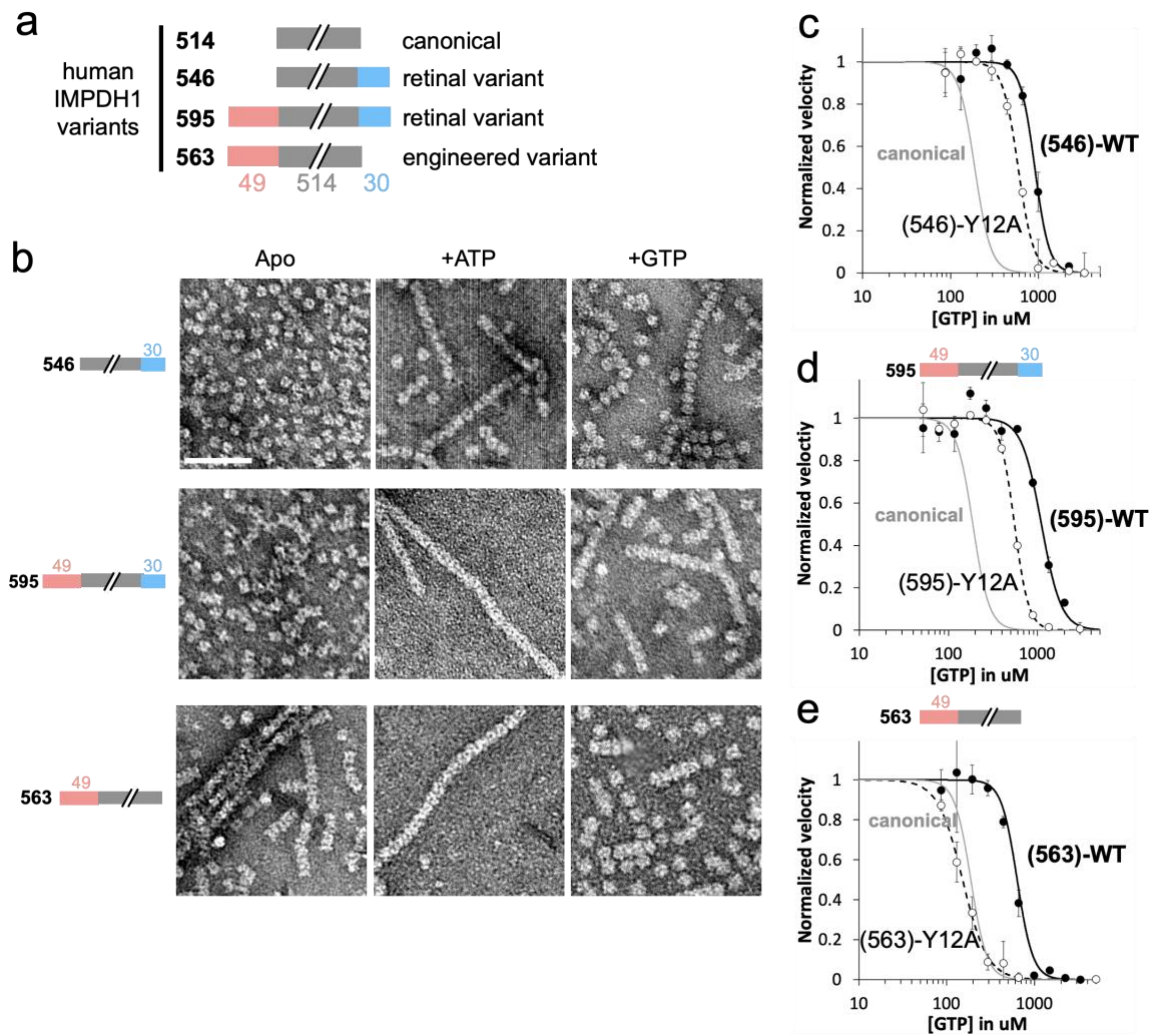 a
human
IMPDH1
variants
514 canonical
546 retinal variant
595 retinal variant
563 engineered variant
49 514 30
b
Apo +ATP +GTP
30
546
49 30
595
49
563
c
Normalized velocity
1
0.8
0.6
0.4
0.2
0
canonical
(546)-WT
(546)-Y12A
10 100 1000
[GTP] in uM
d
49 30
595
Normalized veloctiy
1
0.8
0.6
0.4
0.2
0
canonical
(595)-WT
(595)-Y12A
10 100 1000
[GTP] in uM
e
49
563
Normalized velocity
1
0.8
0.6
0.4
0.2
0
canonical
(563)-WT
(563)-Y12A
10 100 1000
[GTP] in uM